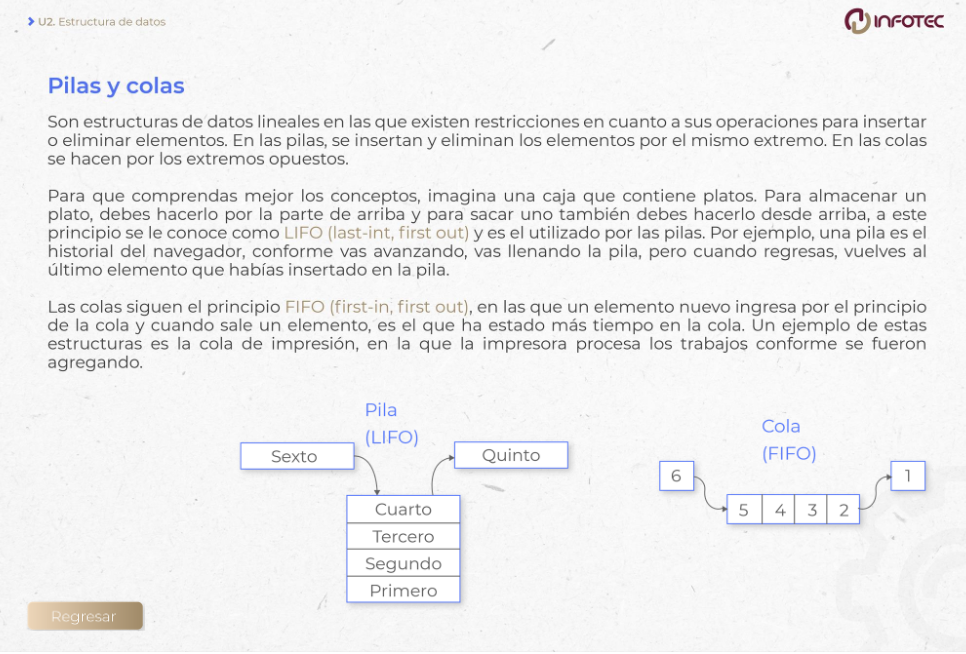 U2. Estructura de datos
INFOTEC
Pilas y colas
Son estructuras de datos lineales en las que existen restricciones en cuanto a sus operaciones para insertar
o eliminar elementos. En las pilas, se insertan y eliminan los elementos por el mismo extremo. En las colas
se hacen por los extremos opuestos.
Para que comprendas mejor los conceptos, imagina una caja que contiene platos. Para almacenar un
plato, debes hacerlo por la parte de arriba y para sacar uno también debes hacerlo desde arriba, a este
principio se le conoce como LIFO (last-int, first out) y es el utilizado por las pilas. Por ejemplo, una pila es el
historial del navegador, conforme vas avanzando, vas llenando la pila, pero cuando regresas, vuelves al
último elemento que habías insertado en la pila.
Las colas siguen el principio FIFO (first-in, first out), en las que un elemento nuevo ingresa por el principio
de la cola y cuando sale un elemento, es el que ha estado más tiempo en la cola. Un ejemplo de estas
estructuras es la cola de impresión, en la que la impresora procesa los trabajos conforme se fueron
agregando.
Pila
(LIFO)
Sexto
Quinto
Cuarto
Tercero
Segundo
Primero
Cola
(FIFO)
6
1
5 4 3 2
Regresar